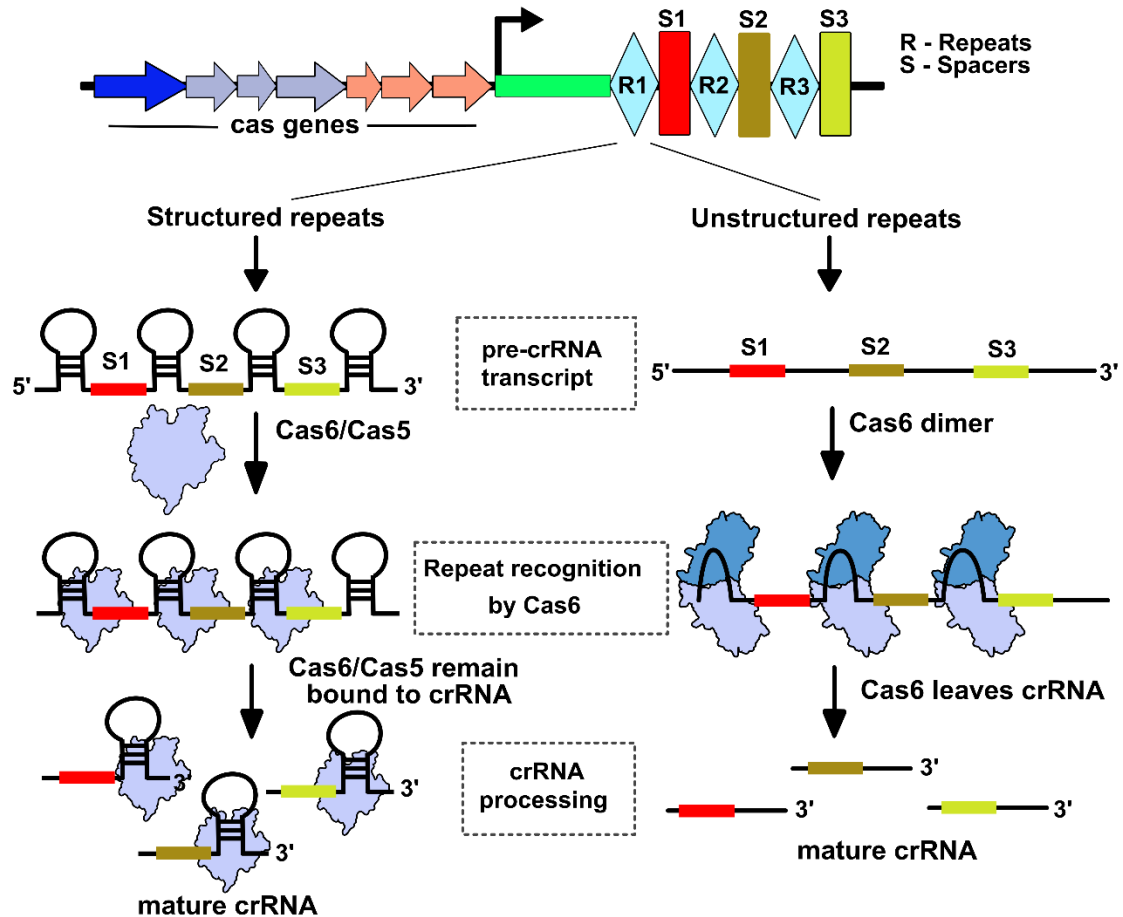 S1 S2 S3
R - Repeats
S - Spacers
R1 R2 R3
cas genes
Structured repeats
Unstructured repeats
S1 S2 S3
5' 3'
pre-crRNA
transcript
S1 S2 S3
5' 3'
Cas6/Cas5
Cas6 dimer
Repeat recognition
by Cas6
Cas6/Cas5 remain
bound to crRNA
Cas6 leaves crRNA
3'
3'
3'
mature crRNA
crRNA
processing
3'
3'
3'
mature crRNA